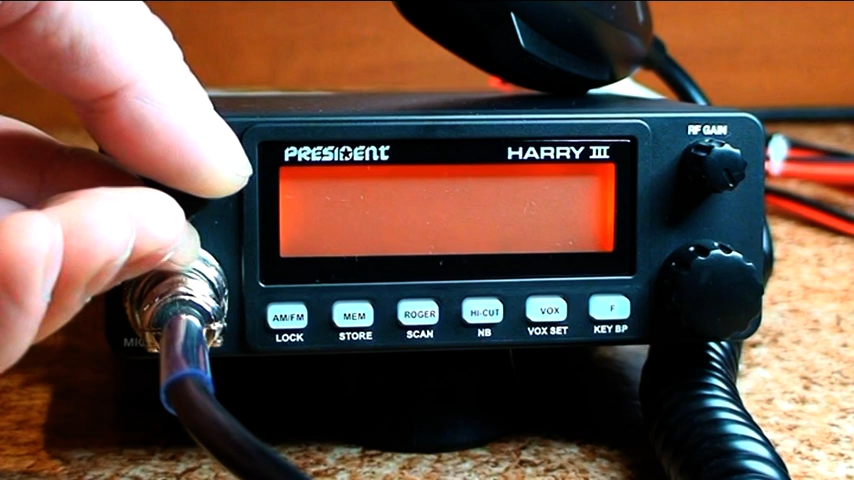 PRESIDENT HARRY III
RF GAIN
AM/FM MEM ROGER HI-CUT VOX F
LOCK STORE SCAN NB VOX SET KEY BP